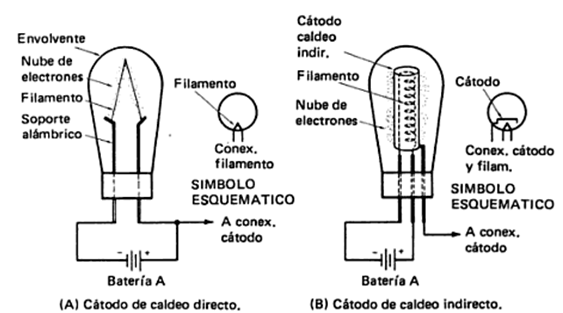 Envolvente
Nube de
electrones
Filamento
Soporte
alámbrico
Filamento
Conex.
filamento
SIMBOLO
ESQUEMATICO
A conex.
cátodo
- +
Batería A
(A) Cátodo de caldeo directo.
Cátodo
caldeo
indir.
Filamento
Nube de
electrones
Cátodo
Conex. cátodo
y filam.
SIMBOLO
ESQUEMATICO
A conex.
cátodo
- +
Batería A
(B) Cátodo de caldeo indirecto.